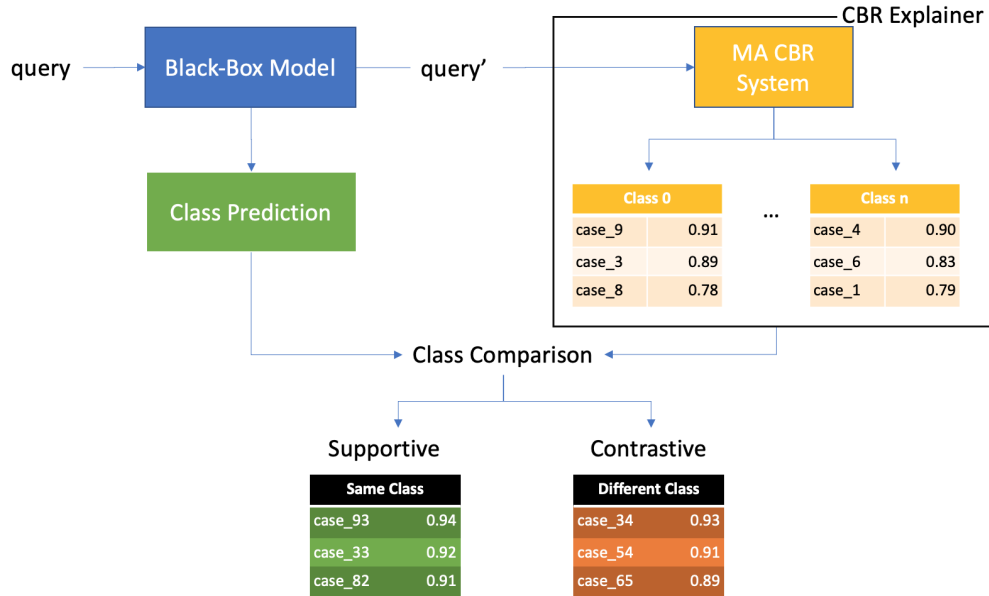 CBR Explainer
query
Black-Box Model
query’
MA CBR
System
Class Prediction
Class 0
case_9 0.91
case_3 0.89
case_8 0.78
...
Class n
case_4 0.90
case_6 0.83
case_1 0.79
Class Comparison
Supportive
Same Class
case_93 0.94
case_33 0.92
case_82 0.91
Contrastive
Different Class
case_34 0.93
case_54 0.91
case_65 0.89